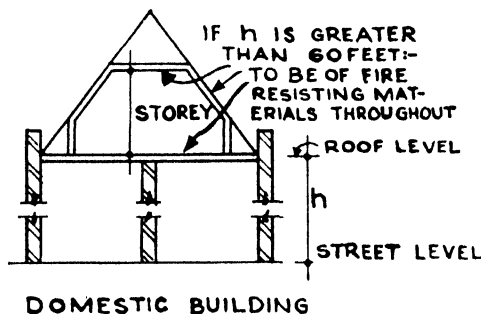 IF h IS GREATER
THAN 60 FEET:-
TO BE OF FIRE
RESISTING MAT-
ERIALS THROUGHOUT
STOREY
ROOF LEVEL
h
STREET LEVEL
DOMESTIC BUILDING